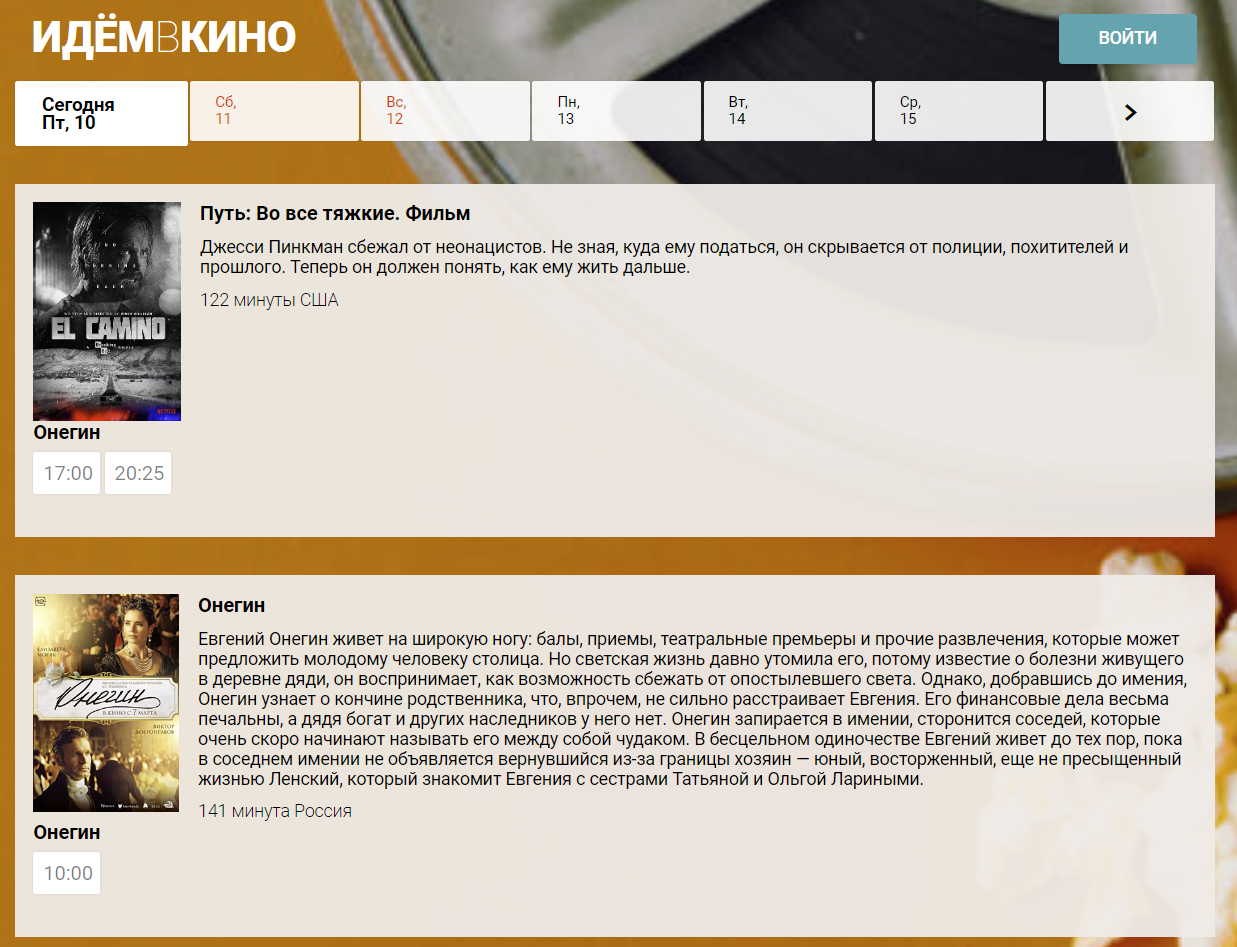 ИДЁМВКИНО
ВОЙТИ
Сегодня
Пт, 10
Сб,
11
Вс,
12
Пн,
13
Вт,
14
Ср,
15
Путь: Во все тяжкие. Фильм
Джесси Пинкман сбежал от неонацистов. Не зная, куда ему податься, он скрывается от полиции, похитителей и
прошлого. Теперь он должен понять, как ему жить дальше.
122 минуты США
EL CAMINO
NETFLIX
Онегин
17:00 20:25
Онегин
Евгений Онегин живет на широкую ногу: балы, приемы, театральные премьеры и прочие развлечения, которые может
предложить молодому человеку столица. Но светская жизнь давно утомила его, потому известие о болезни живущего
в деревне дяди, он воспринимает, как возможность сбежать от опостылевшего света. Однако, добравшись до имения,
Онегин узнает о кончине родственника, что, впрочем, не сильно расстраивает Евгения. Его финансовые дела весьма
печальны, а дядя богат и других наследников у него нет. Онегин запирается в имении, сторонится соседей, которые
очень скоро начинают называть его между собой чудаком. В бесцельном одиночестве Евгений живет до тех пор, пока
в соседнем имении не объявляется вернувшийся из-за границы хозяин — юный, восторженный, еще не пресыщенный
жизнью Ленский, который знакомит Евгения с сестрами Татьяной и Ольгой Лариными.
141 минута Россия
12+
Онегин
В КИНО С 7 МАРТА
ВИКТОР
ДОБРОНРАВОВ
Онегин
10:00